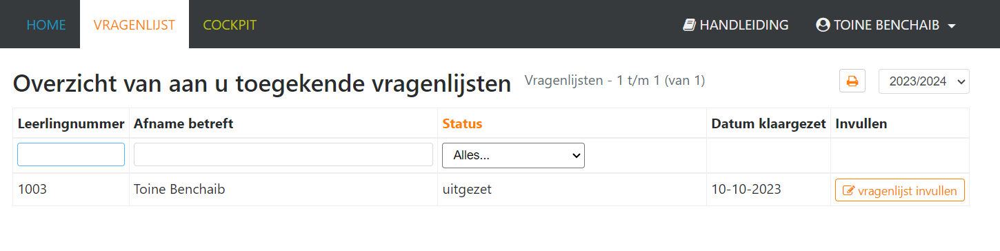 HOME VRAGENLIJST COCKPIT HANDLEIDING TOINE BENCHAIB
Overzicht van aan u toegekende vragenlijsten Vragenlijsten - 1 t/m 1 (van 1) 2023/2024
Leerlingnummer Afname betreft Status Datum klaargezet Invullen
Alles...
1003 Toine Benchaib uitgezet 10-10-2023 vragenlijst invullen